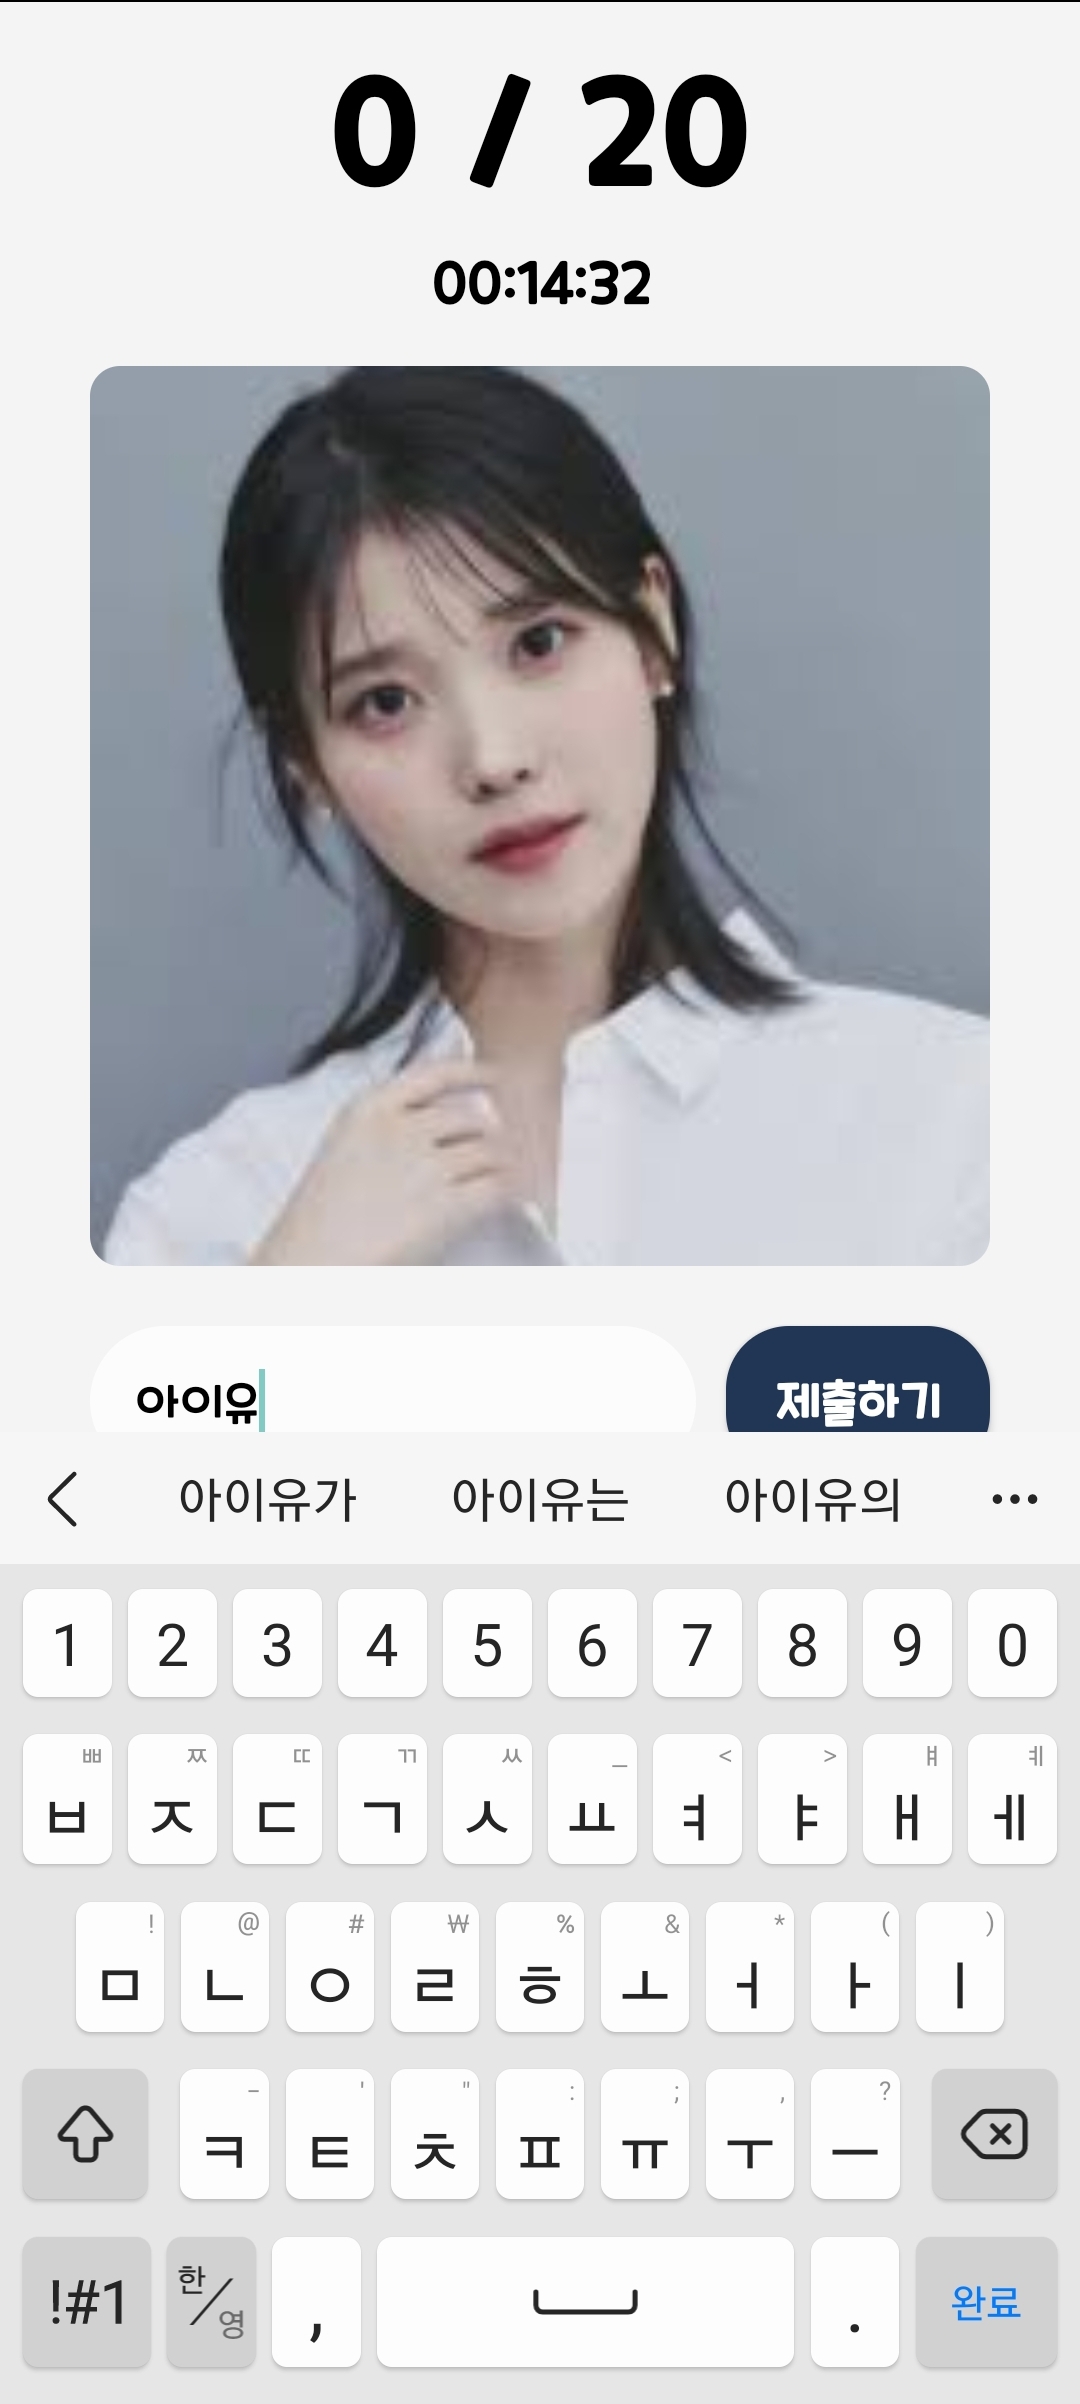 0 / 20
00:14:32
아이유
제출하기
아이유가 아이유는 아이유의 •••
1 2 3 4 5 6 7 8 9 0
ㅃ ㅉ ㄸ ㄲ ㅆ _ < > ㅒ ㅖ
ㅂ ㅈ ㄷ ㄱ ㅅ ㅛ ㅕ ㅑ ㅐ ㅔ
! @ # ₩ % & * ( )
ㅁ ㄴ ㅇ ㄹ ㅎ ㅗ ㅓ ㅏ ㅣ
- ' " : ; , ?
ㅋ ㅌ ㅊ ㅍ ㅠ ㅜ ㅡ
!#1 한/영 , . 완료